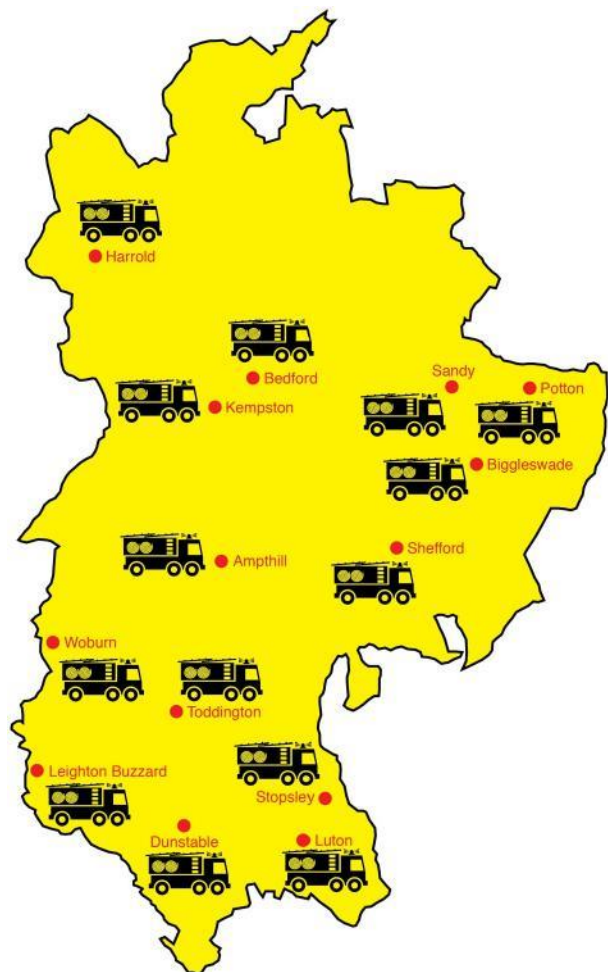 Harrold
Bedford
Sandy
Potton
Kempston
Biggleswade
Shefford
Ampthill
Woburn
Toddington
Leighton Buzzard
Stopsley
Dunstable
Luton